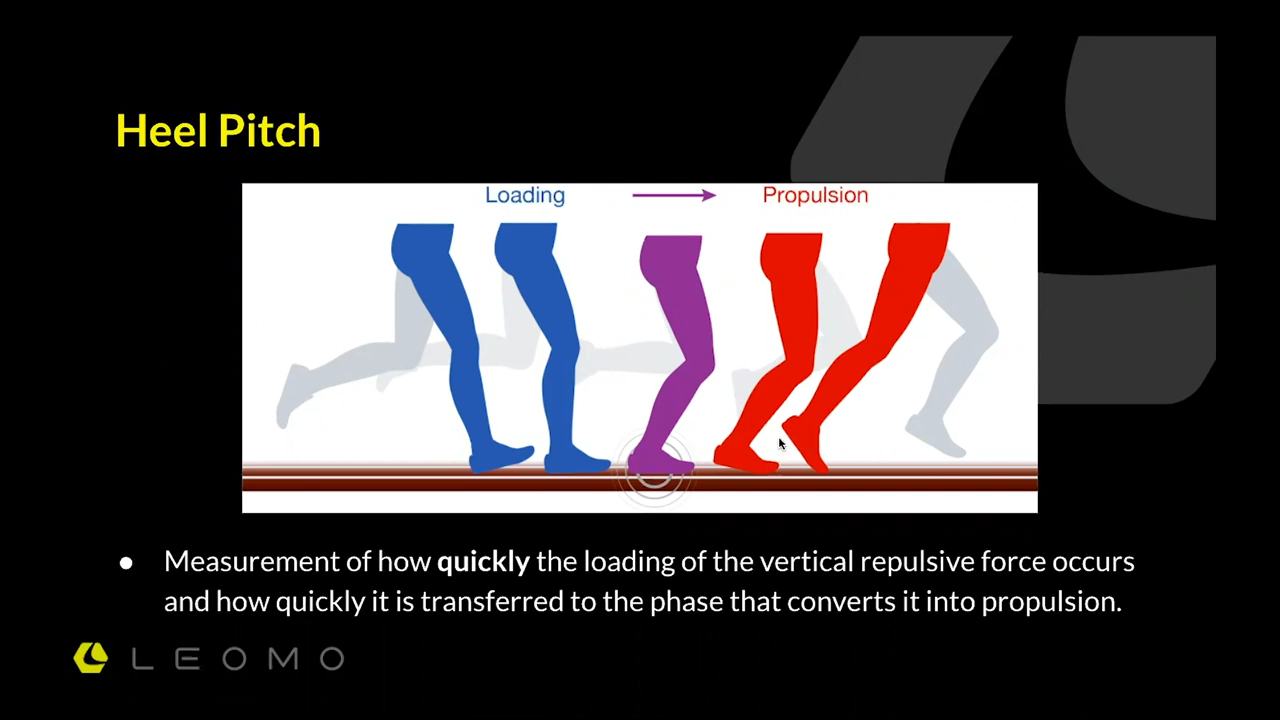 Heel Pitch
Loading
Propulsion
● Measurement of how quickly the loading of the vertical repulsive force occurs
and how quickly it is transferred to the phase that converts it into propulsion.
LEOMO